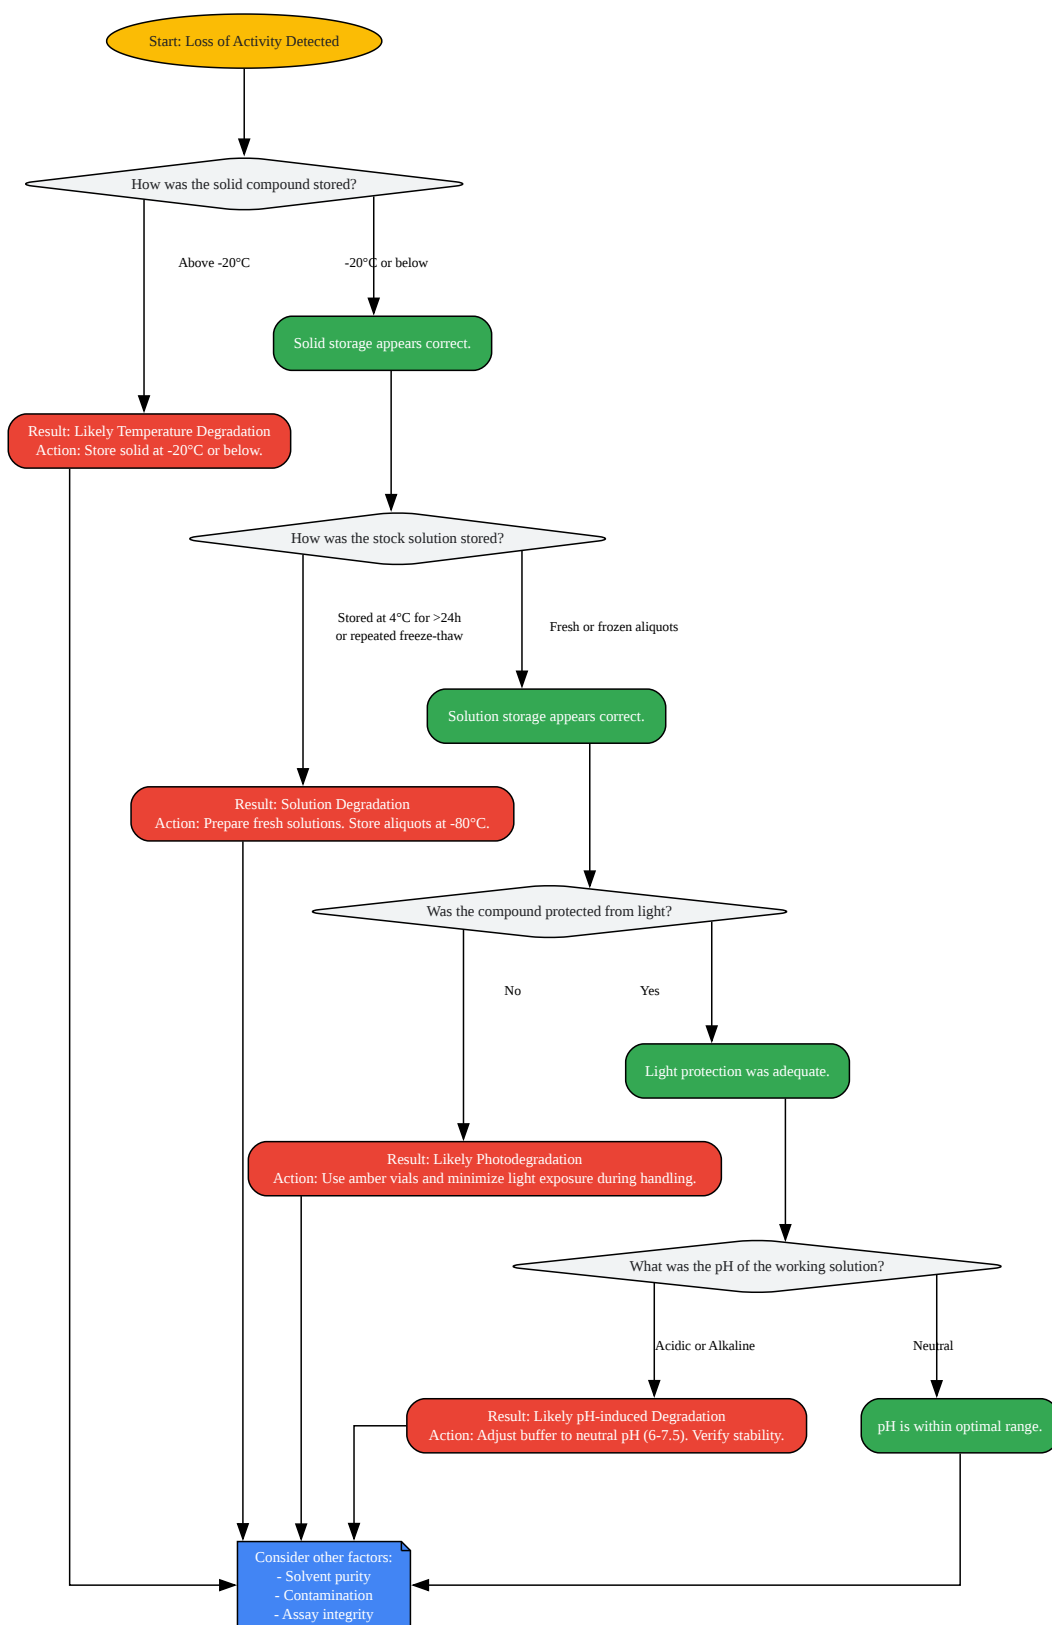 Start: Loss of Activity Detected
How was the solid compound stored?
Above -20°C
-20°C or below
Solid storage appears correct.
Result: Likely Temperature Degradation
Action: Store solid at -20°C or below.
How was the stock solution stored?
Stored at 4°C for >24h
or repeated freeze-thaw
Fresh or frozen aliquots
Solution storage appears correct.
Result: Solution Degradation
Action: Prepare fresh solutions. Store aliquots at -80°C.
Was the compound protected from light?
No
Yes
Light protection was adequate.
Result: Likely Photodegradation
Action: Use amber vials and minimize light exposure during handling.
What was the pH of the working solution?
Acidic or Alkaline
Neutral
Result: Likely pH-induced Degradation
Action: Adjust buffer to neutral pH (6-7.5). Verify stability.
pH is within optimal range.
Consider other factors:
- Solvent purity
- Contamination
- Assay integrity